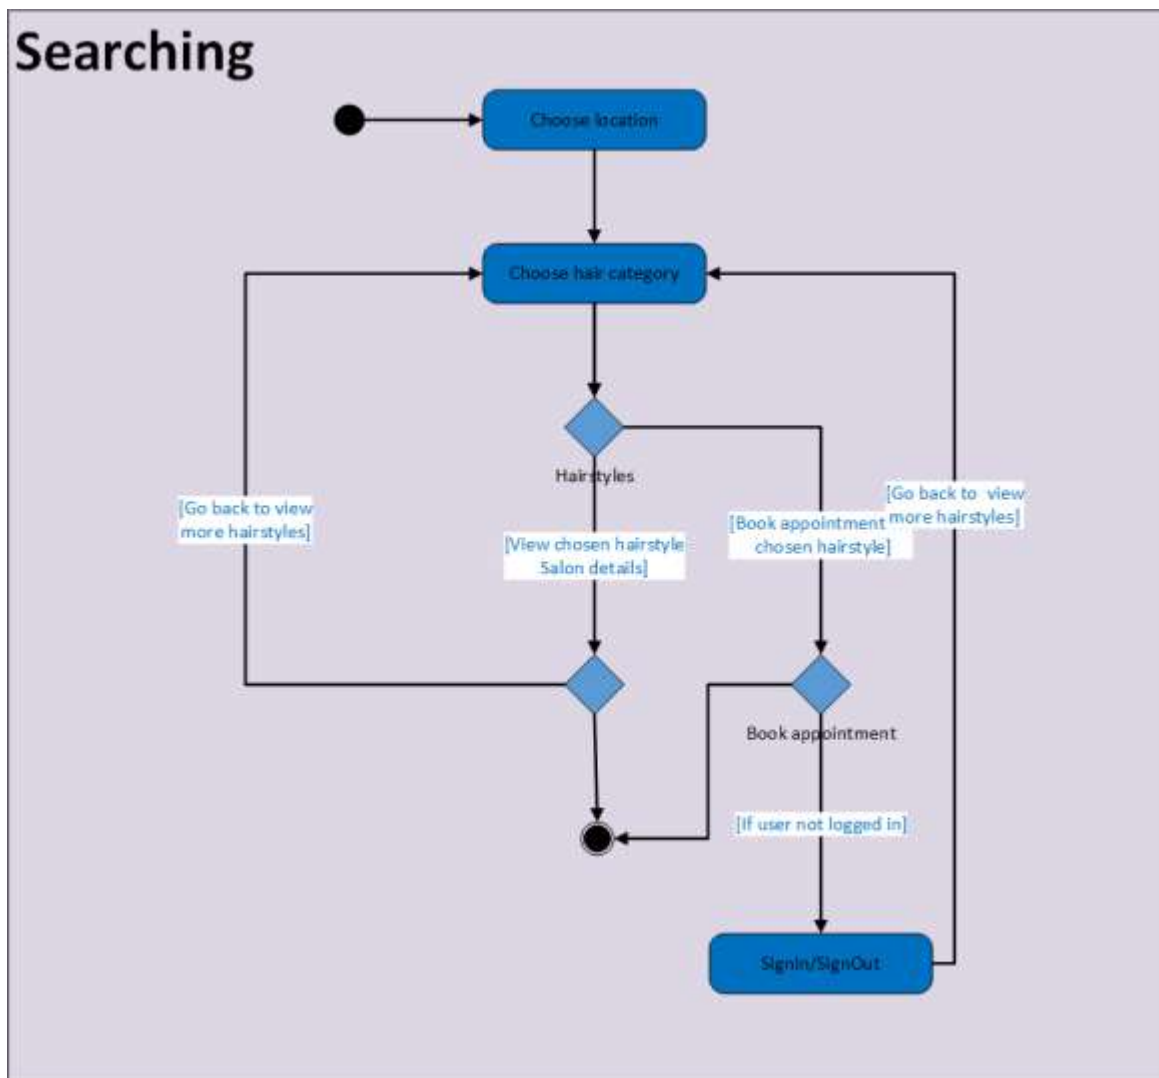 Searching
Choose location
Choose hair category
Hairstyles
[Go back to view
more hairstyles]
[View chosen hairstyle
Salon details]
[Book appointment
chosen hairstyle]
[Go back to view
more hairstyles]
Book appointment
[If user not logged in]
SignIn/SignOut